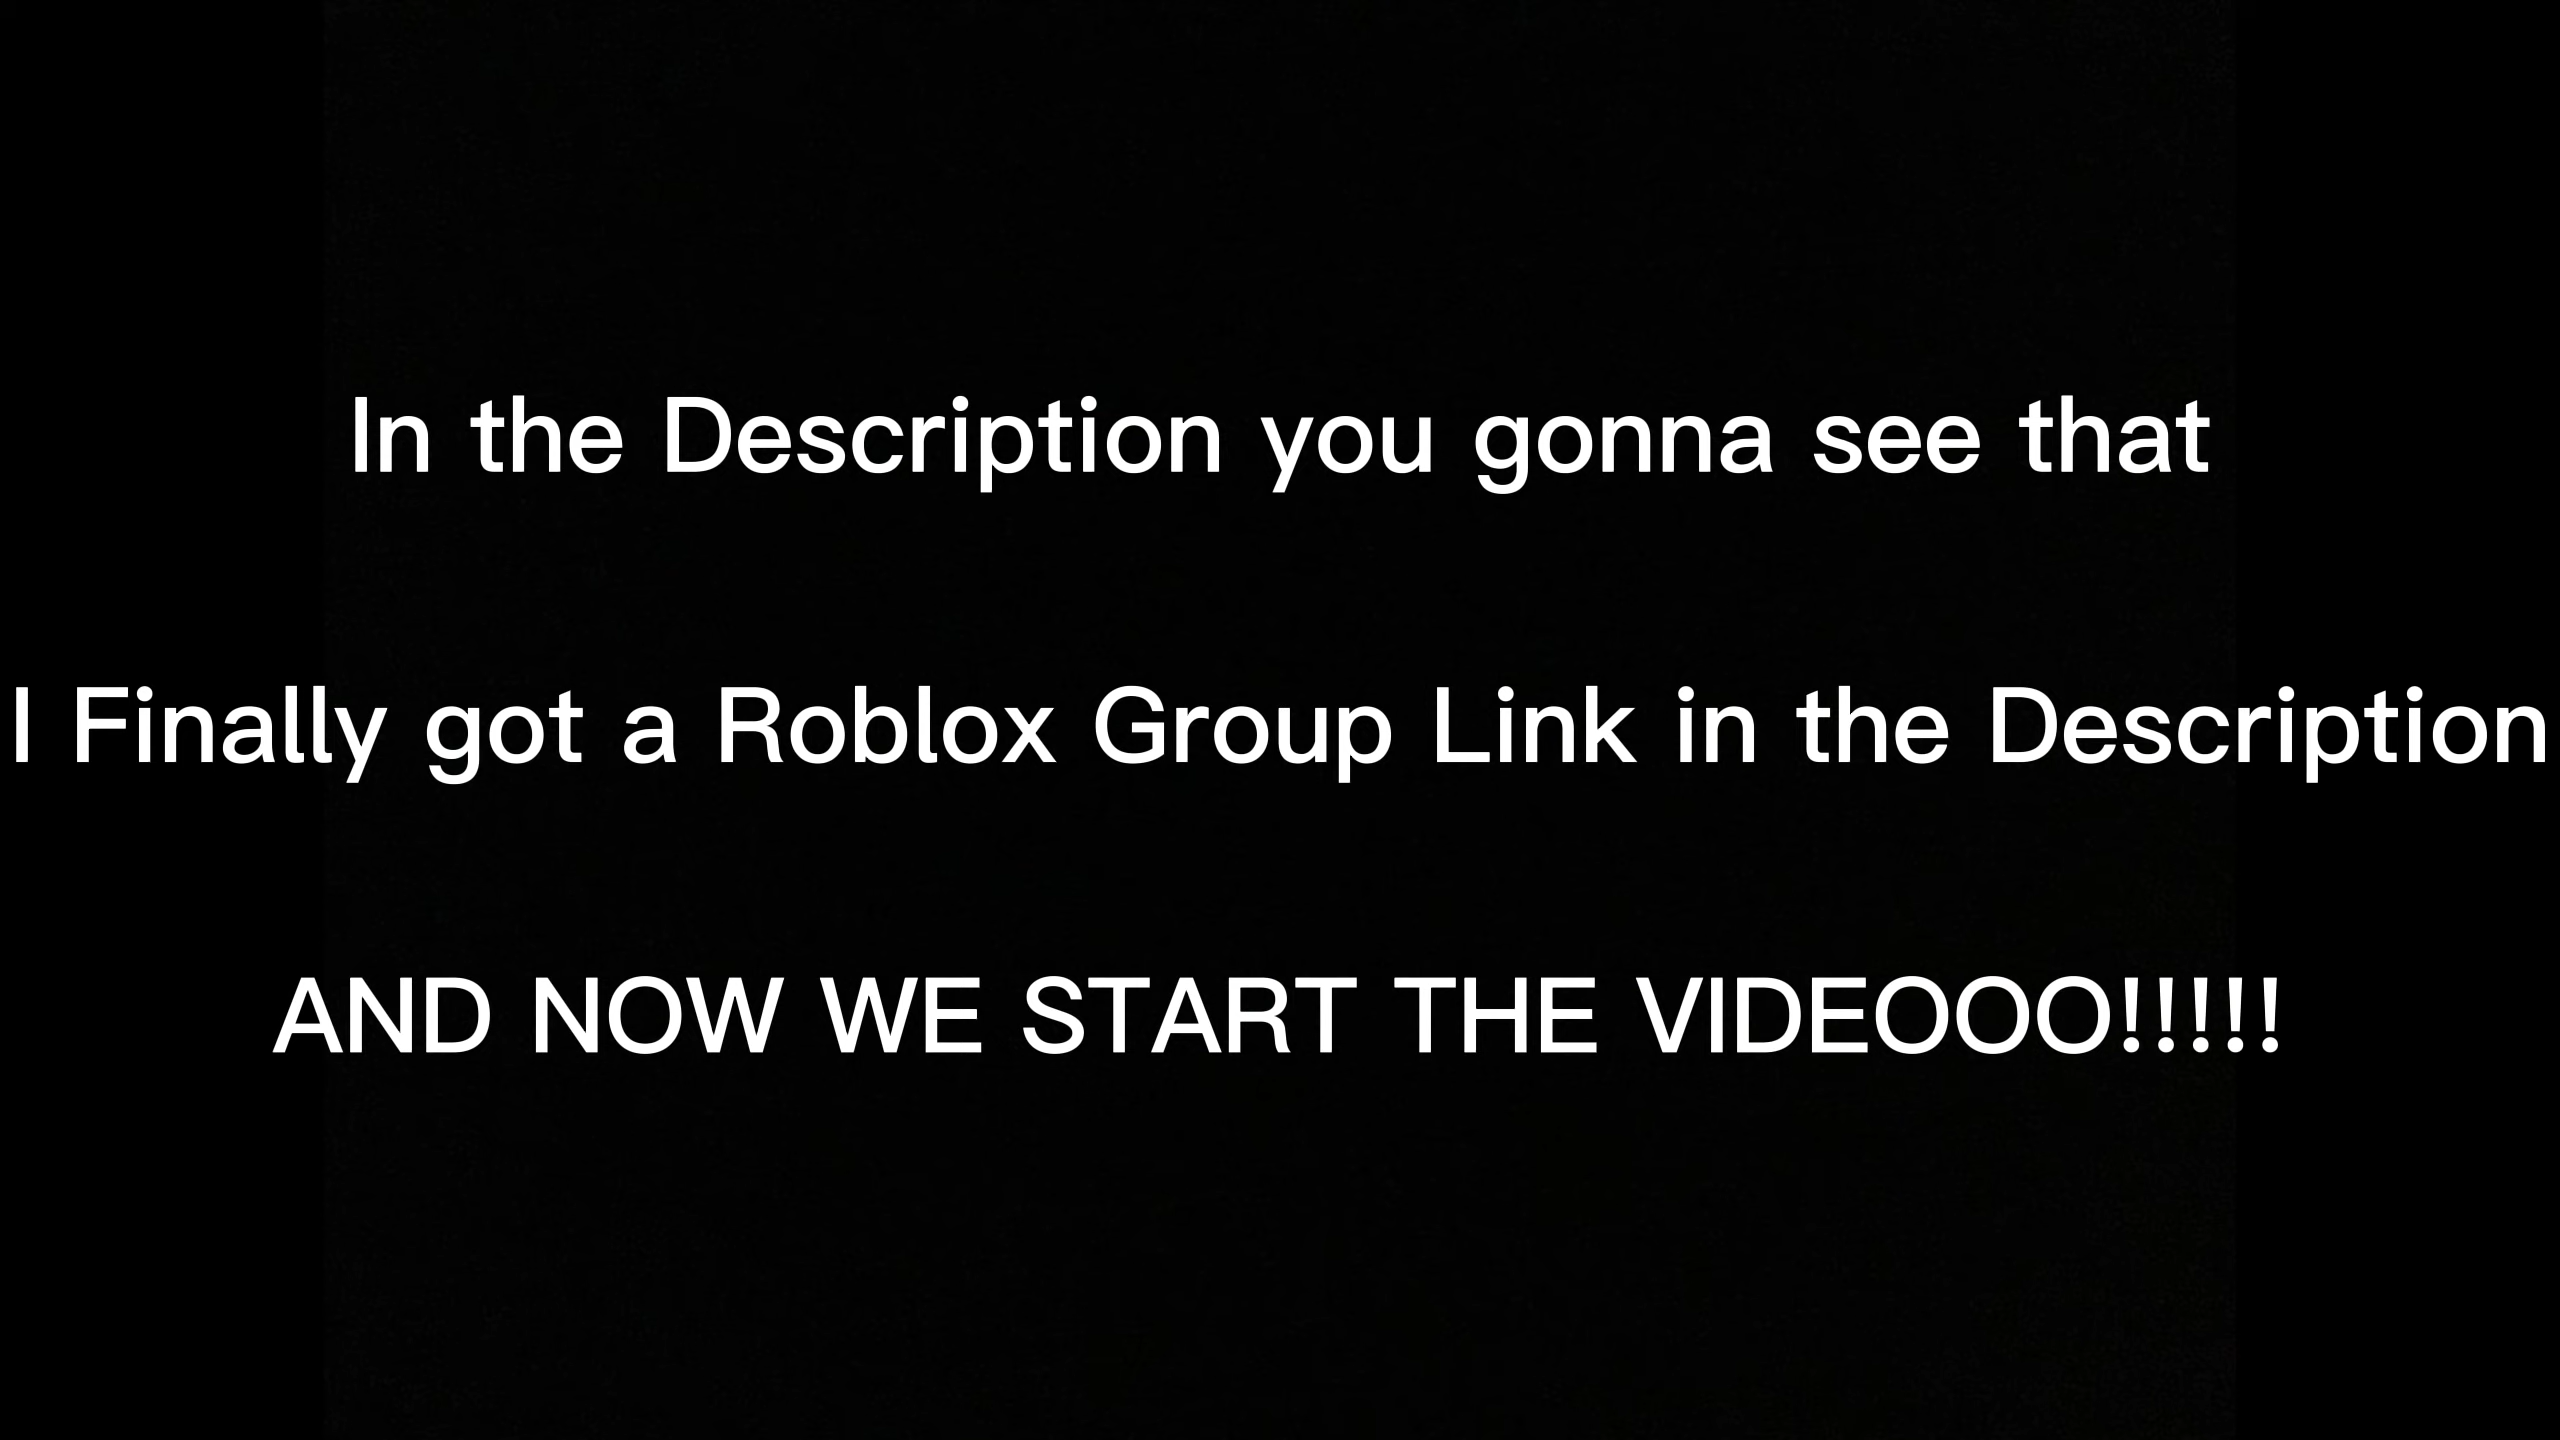 In the Description you gonna see that
I Finally got a Roblox Group Link in the Description
AND NOW WE START THE VIDEOOO!!!!!